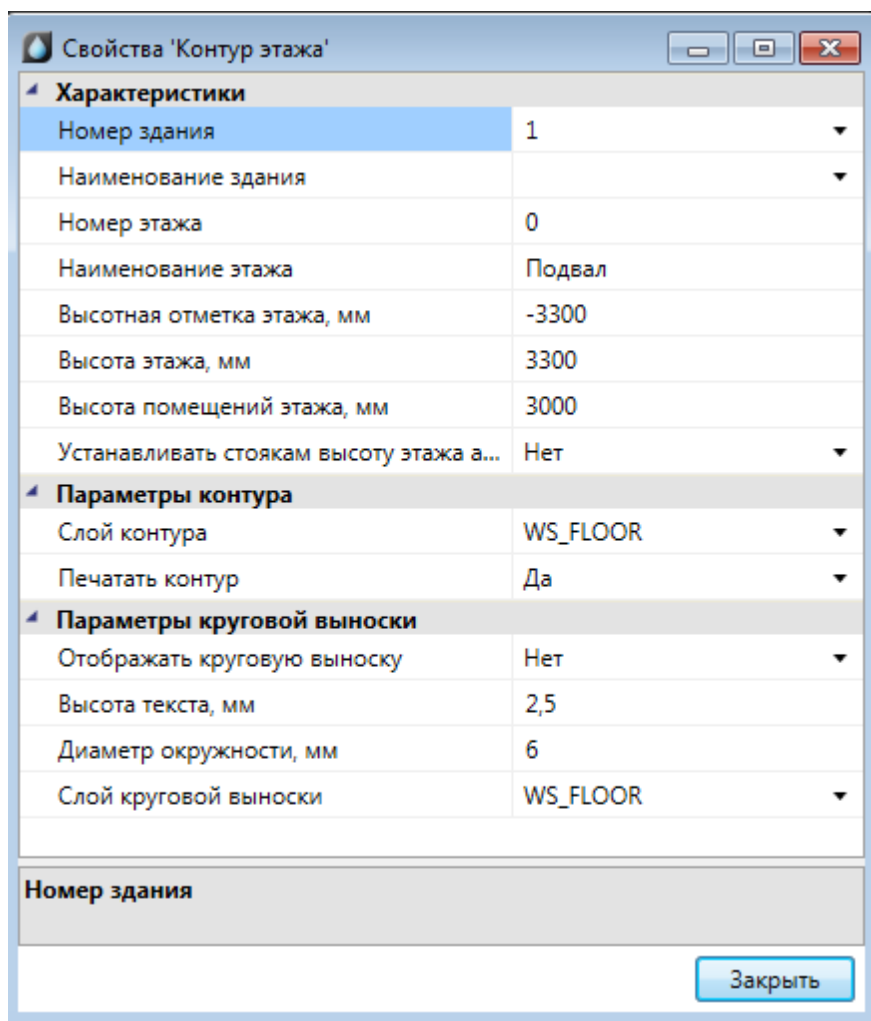 Свойства 'Контур этажа'
Характеристики
Номер здания 1
Наименование здания
Номер этажа 0
Наименование этажа Подвал
Высотная отметка этажа, мм -3300
Высота этажа, мм 3300
Высота помещений этажа, мм 3000
Устанавливать стоякам высоту этажа а... Нет
Параметры контура
Слой контура WS_FLOOR
Печатать контур Да
Параметры круговой выноски
Отображать круговую выноску Нет
Высота текста, мм 2,5
Диаметр окружности, мм 6
Слой круговой выноски WS_FLOOR
Номер здания
Закрыть